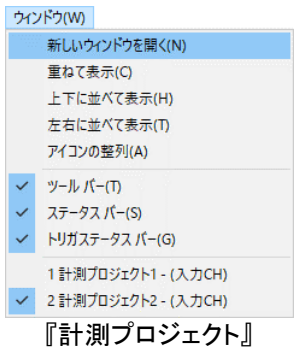 ウィンドウ(W)
新しいウィンドウを開く(N)
重ねて表示(C)
上下に並べて表示(H)
左右に並べて表示(T)
アイコンの整列(A)
ツール バー(T)
ステータス バー(S)
トリガステータス バー(G)
1 計測プロジェクト1 - (入力CH)
2 計測プロジェクト2 - (入力CH)
『計測プロジェクト』